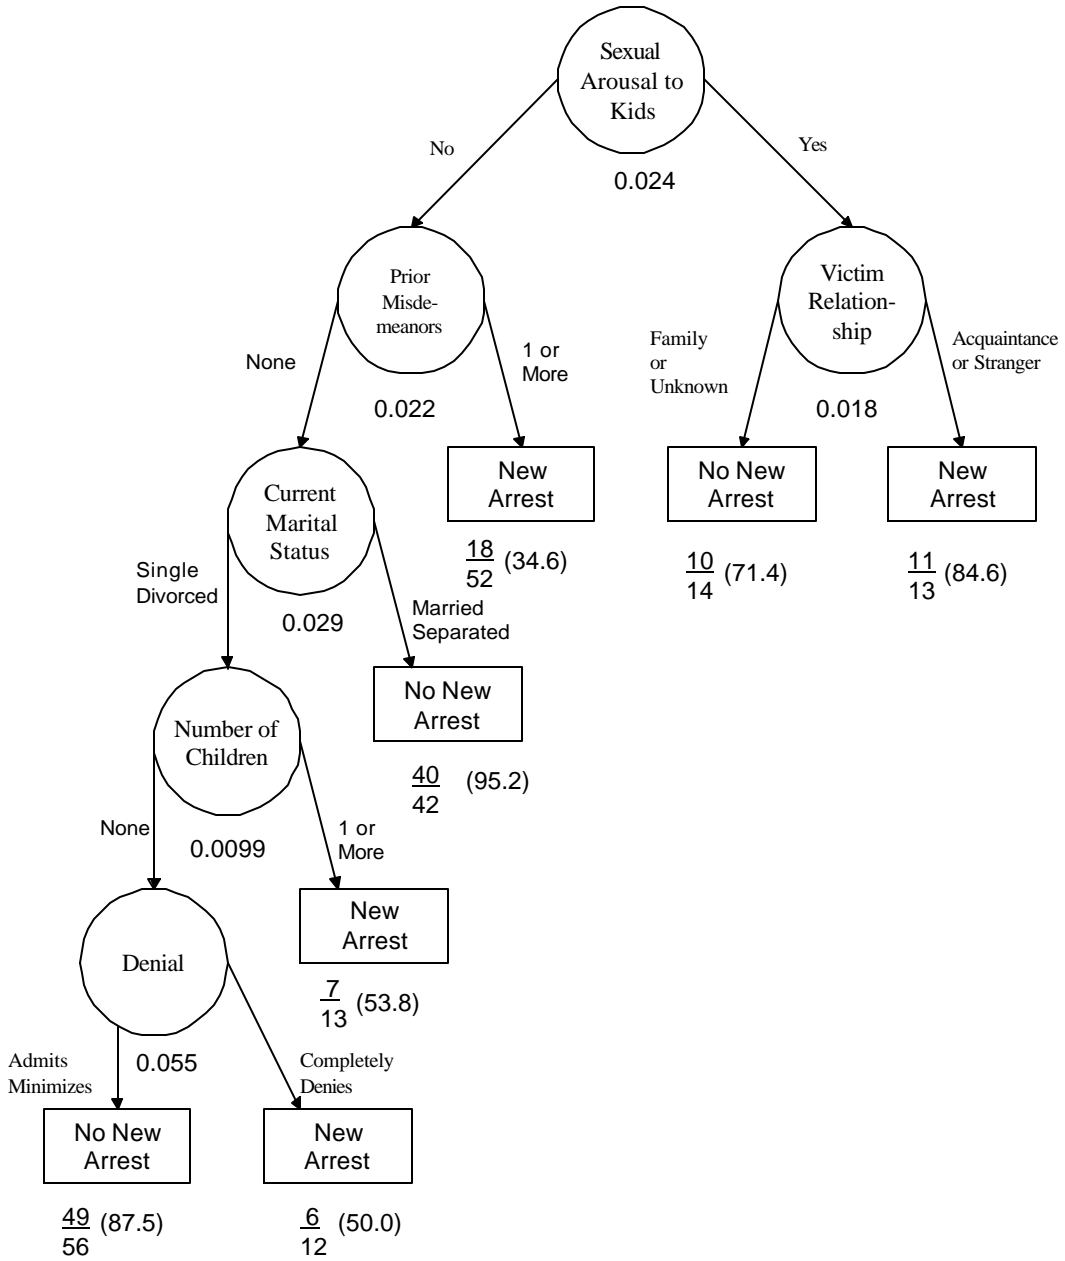 Sexual
Arousal to
Kids
No
Yes
0.024
Prior
Misde-
meanors
Victim
Relation-
ship
None
1 or
More
Family
or
Unknown
Acquaintance
or Stranger
0.022
0.018
Current
Marital
Status
New
Arrest
No New
Arrest
New
Arrest
18
52
(34.6)
10
14
(71.4)
11
13
(84.6)
Single
Divorced
0.029
Married
Separated
Number of
Children
No New
Arrest
40
42
(95.2)
None
0.0099
1 or
More
Denial
New
Arrest
7
13
(53.8)
Admits
Minimizes
0.055
Completely
Denies
No New
Arrest
New
Arrest
49
56
(87.5)
6
12
(50.0)